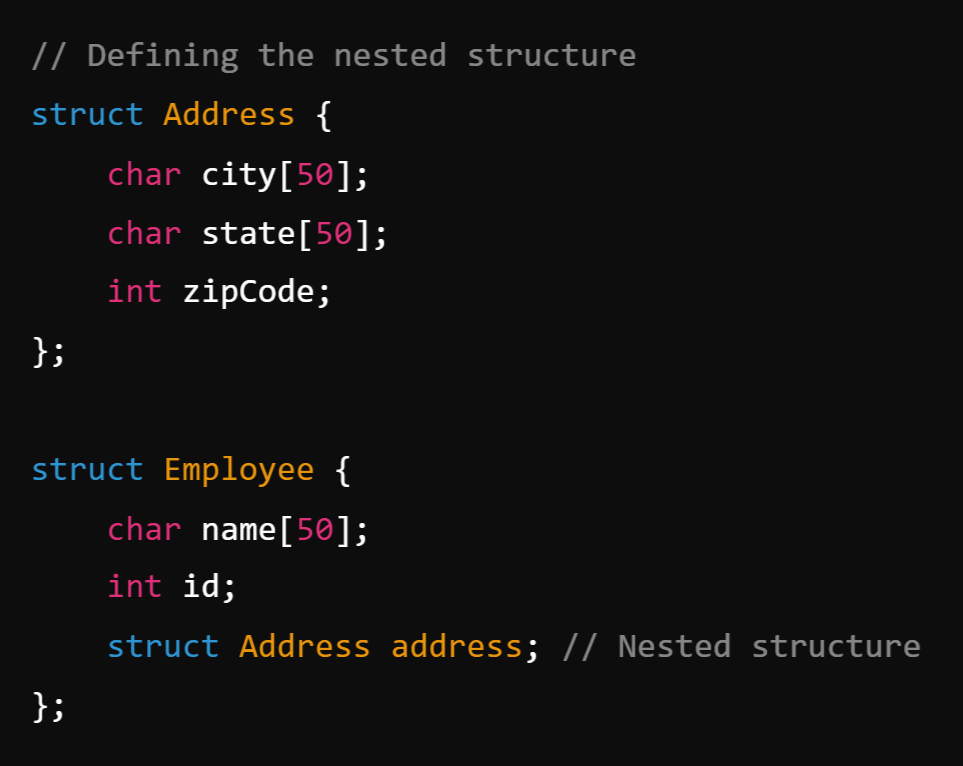 // Defining the nested structure
struct Address {
    char city[50];
    char state[50];
    int zipCode;
};

struct Employee {
    char name[50];
    int id;
    struct Address address; // Nested structure
};